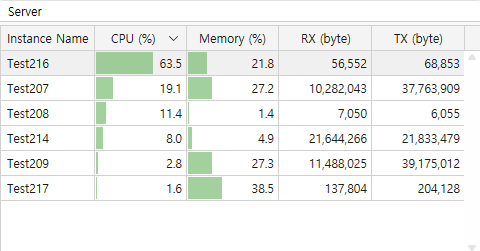 Server
Instance Name CPU (%) Memory (%) RX (byte) TX (byte)
Test216 63.5 21.8 56,552 68,853
Test207 19.1 27.2 10,282,043 37,763,909
Test208 11.4 1.4 7,050 6,055
Test214 8.0 4.9 21,644,266 21,833,479
Test209 2.8 27.3 11,488,025 39,175,012
Test217 1.6 38.5 137,804 204,128